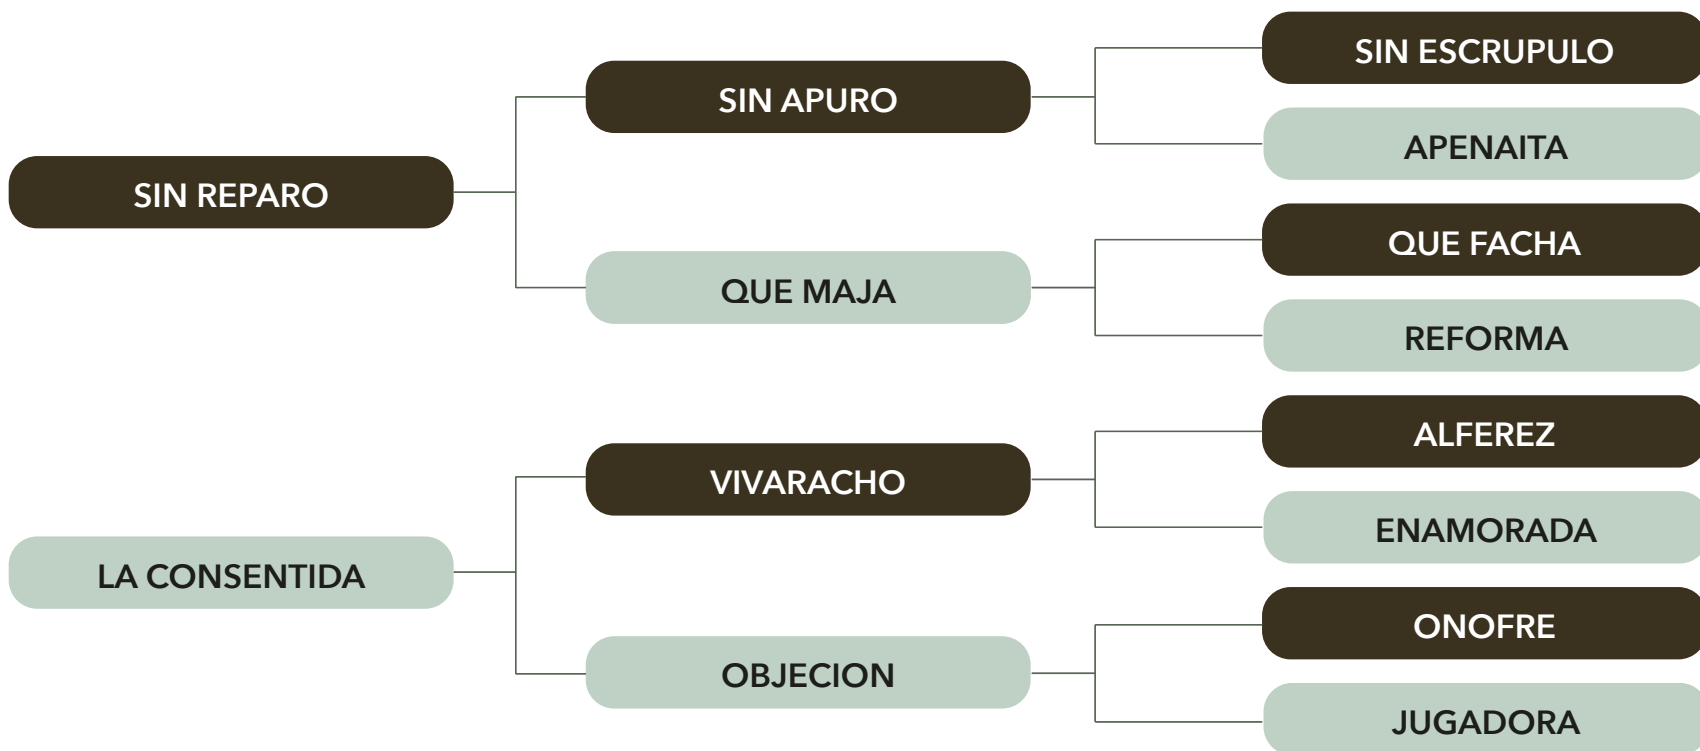 SIN ESCRUPULO
SIN APURO
APENAITA
SIN REPARO
QUE FACHA
QUE MAJA
REFORMA
ALFEREZ
VIVARACHO
ENAMORADA
LA CONSENTIDA
ONOFRE
OBJECION
JUGADORA